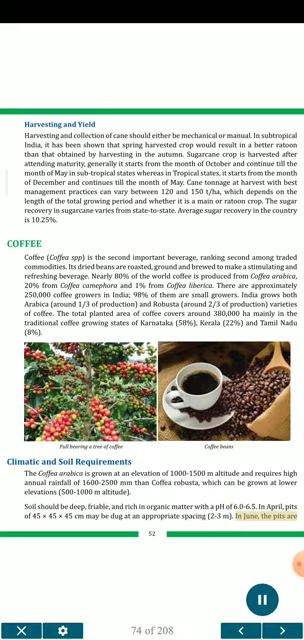 Harvesting and Yield
Harvesting and collection of cane should either be mechanical or manual. In subtropical
India, it has been shown that spring harvested crop would result in a better ratoon
than that obtained by harvesting in the autumn. Sugarcane crop is harvested after
attending maturity, generally it starts from the month of October and continue till the
month of May in sub-tropical states whereas in Tropical states, it starts from the month
of December and continues till the month of May. Cane tonnage at harvest with best
management practices can vary between 120 and 150 t/ha, which depends on the
length of the total growing period and whether it is a main or ratoon crop. The sugar
recovery in sugarcane varies from state-to-state. Average sugar recovery in the country
is 10.25%.
COFFEE
Coffee (Coffea spp) is the second important beverage, ranking second among traded
commodities. Its dried beans are roasted, ground and brewed to make a stimulating and
refreshing beverage. Nearly 80% of the world coffee is produced from Coffea arabica,
20% from Coffea camephora and 1% from Coffea liberica. There are approximately
250,000 coffee growers in India; 98% of them are small growers. India grows both
Arabica (around 1/3 of production) and Robusta (around 2/3 of production) varieties of
coffee. The total planted area of coffee covers around 380,000 ha mainly in the
traditional coffee growing states of Karnataka (58%), Kerala (22%) and Tamil Nadu
(8%).
Full bearing a tree of coffee
Coffee beans
Climatic and Soil Requirements
The Coffea arabica is grown at an elevation of 1000-1500 m altitude and requires high
annual rainfall of 1600-2500 mm than Coffea robusta, which can be grown at lower
elevations (500-1000 m altitude).
Soil should be deep, friable, and rich in organic matter with a pH of 6.0-6.5. In April, pits
of 45 × 45 × 45 cm may be dug at an appropriate spacing (2-3 m). In June, the pits are
52
74 of 208